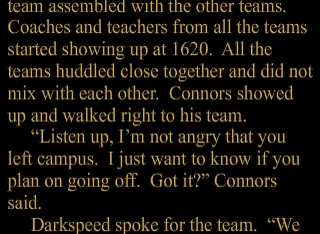 team assembled with the other teams.
Coaches and teachers from all the teams
started showing up at 1620.  All the
teams huddled close together and did not
mix with each other.  Connors showed
up and walked right to his team.
“Listen up, I’m not angry that you
left campus.  I just want to know if you
plan on going off.  Got it?” Connors
said.
Darkspeed spoke for the team.  “We